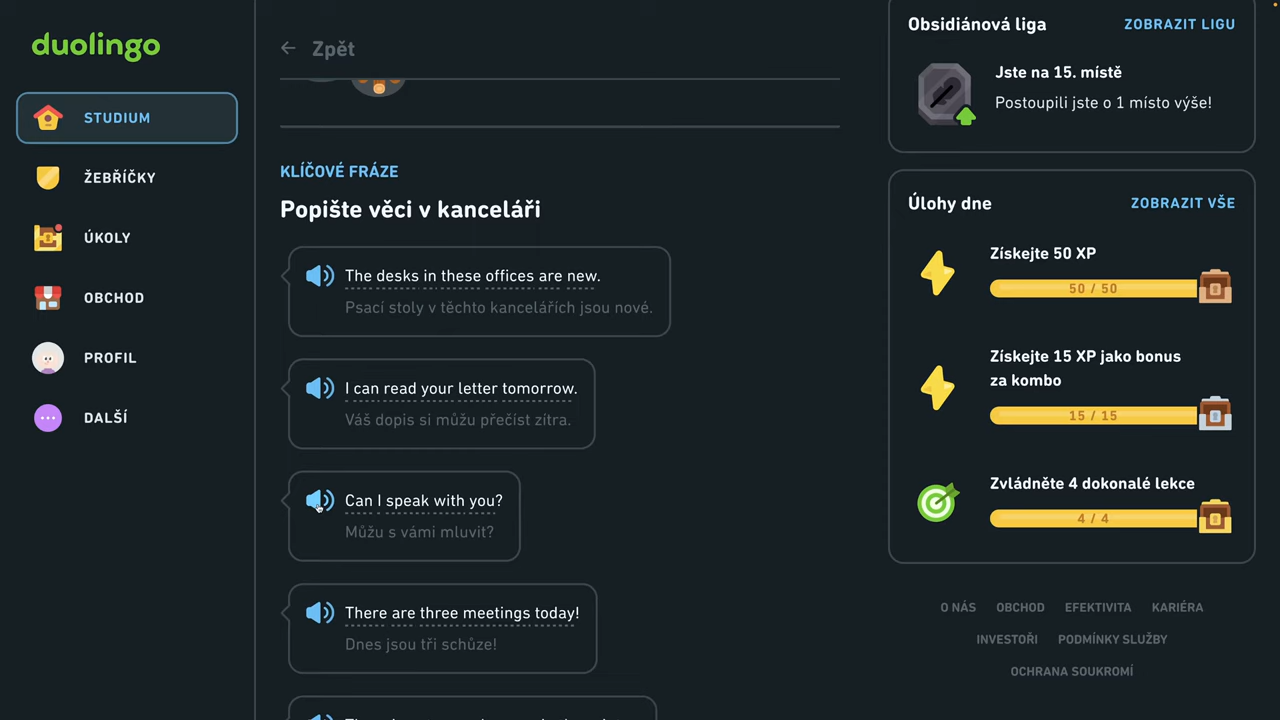 duolingo
STUDIUM
ŽEBŘÍČKY
ÚKOLY
OBCHOD
PROFIL
DALŠÍ
Zpět
KLÍČOVÉ FRÁZE
Popište věci v kanceláři
The desks in these offices are new.
Psací stoly v těchto kancelářích jsou nové.
I can read your letter tomorrow.
Váš dopis si můžu přečíst zítra.
Can I speak with you?
Můžu s vámi mluvit?
There are three meetings today!
Dnes jsou tři schůze!
Obsidiánová liga
ZOBRAZIT LIGU
Jste na 15. místě
Postoupili jste o 1 místo výše!
Úlohy dne
ZOBRAZIT VŠE
Získejte 50 XP
50 / 50
Získejte 15 XP jako bonus
za kombo
15 / 15
Zvládněte 4 dokonalé lekce
4 / 4
O NÁS OBCHOD EFEKTIVITA KARIÉRA
INVESTOŘI PODMÍNKY SLUŽBY
OCHRANA SOUKROMÍ